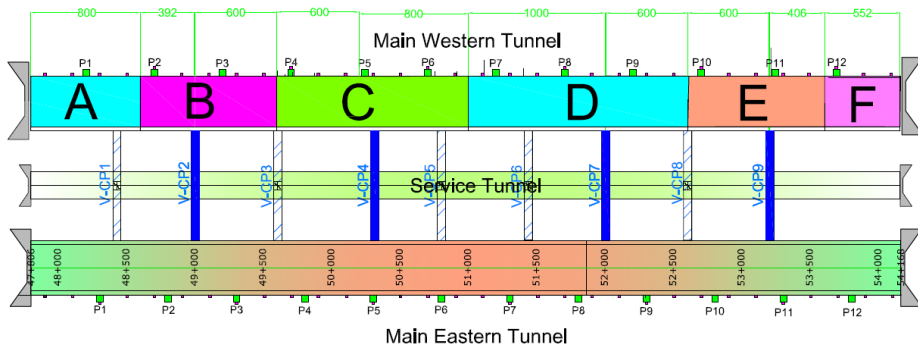 800 392 600 600 800 1000 600 600 406 552
Main Western Tunnel
P1 P2 P3 P4 P5 P6 P7 P8 P9 P10 P11 P12
A B C D E F
V-CP1 V-CP2 V-CP3 V-CP4 V-CP5 V-CP6 V-CP7 V-CP8 V-CP9
Service Tunnel
48+000 48+500 49+000 49+500 50+000 50+500 51+000 51+500 52+000 52+500 53+000 53+500 54+000 54+168
P1 P2 P3 P4 P5 P6 P7 P8 P9 P10 P11 P12
Main Eastern Tunnel